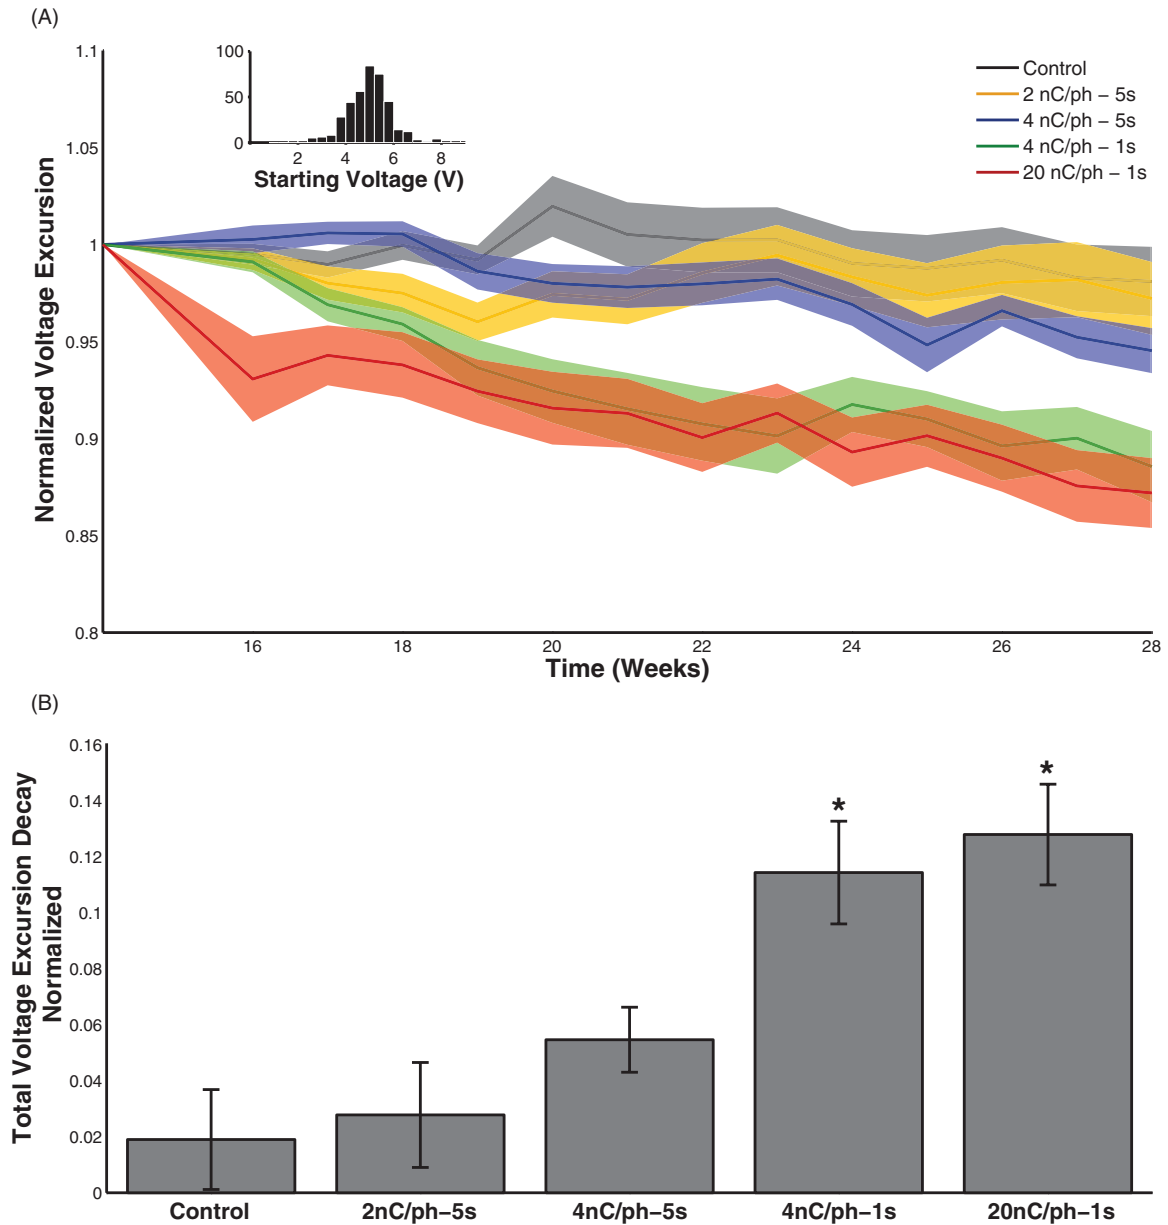 (A)
Normalized Voltage Excursion
1.1
1.05
1
0.95
0.9
0.85
0.8
100
50
0
2 4 6 8
Starting Voltage (V)
Control
2 nC/ph – 5s
4 nC/ph – 5s
4 nC/ph – 1s
20 nC/ph – 1s
16 18 20 22 24 26 28
Time (Weeks)
(B)
Total Voltage Excursion Decay
Normalized
0.16
0.14
0.12
0.1
0.08
0.06
0.04
0.02
0
* *
Control 2nC/ph–5s 4nC/ph–5s 4nC/ph–1s 20nC/ph–1s